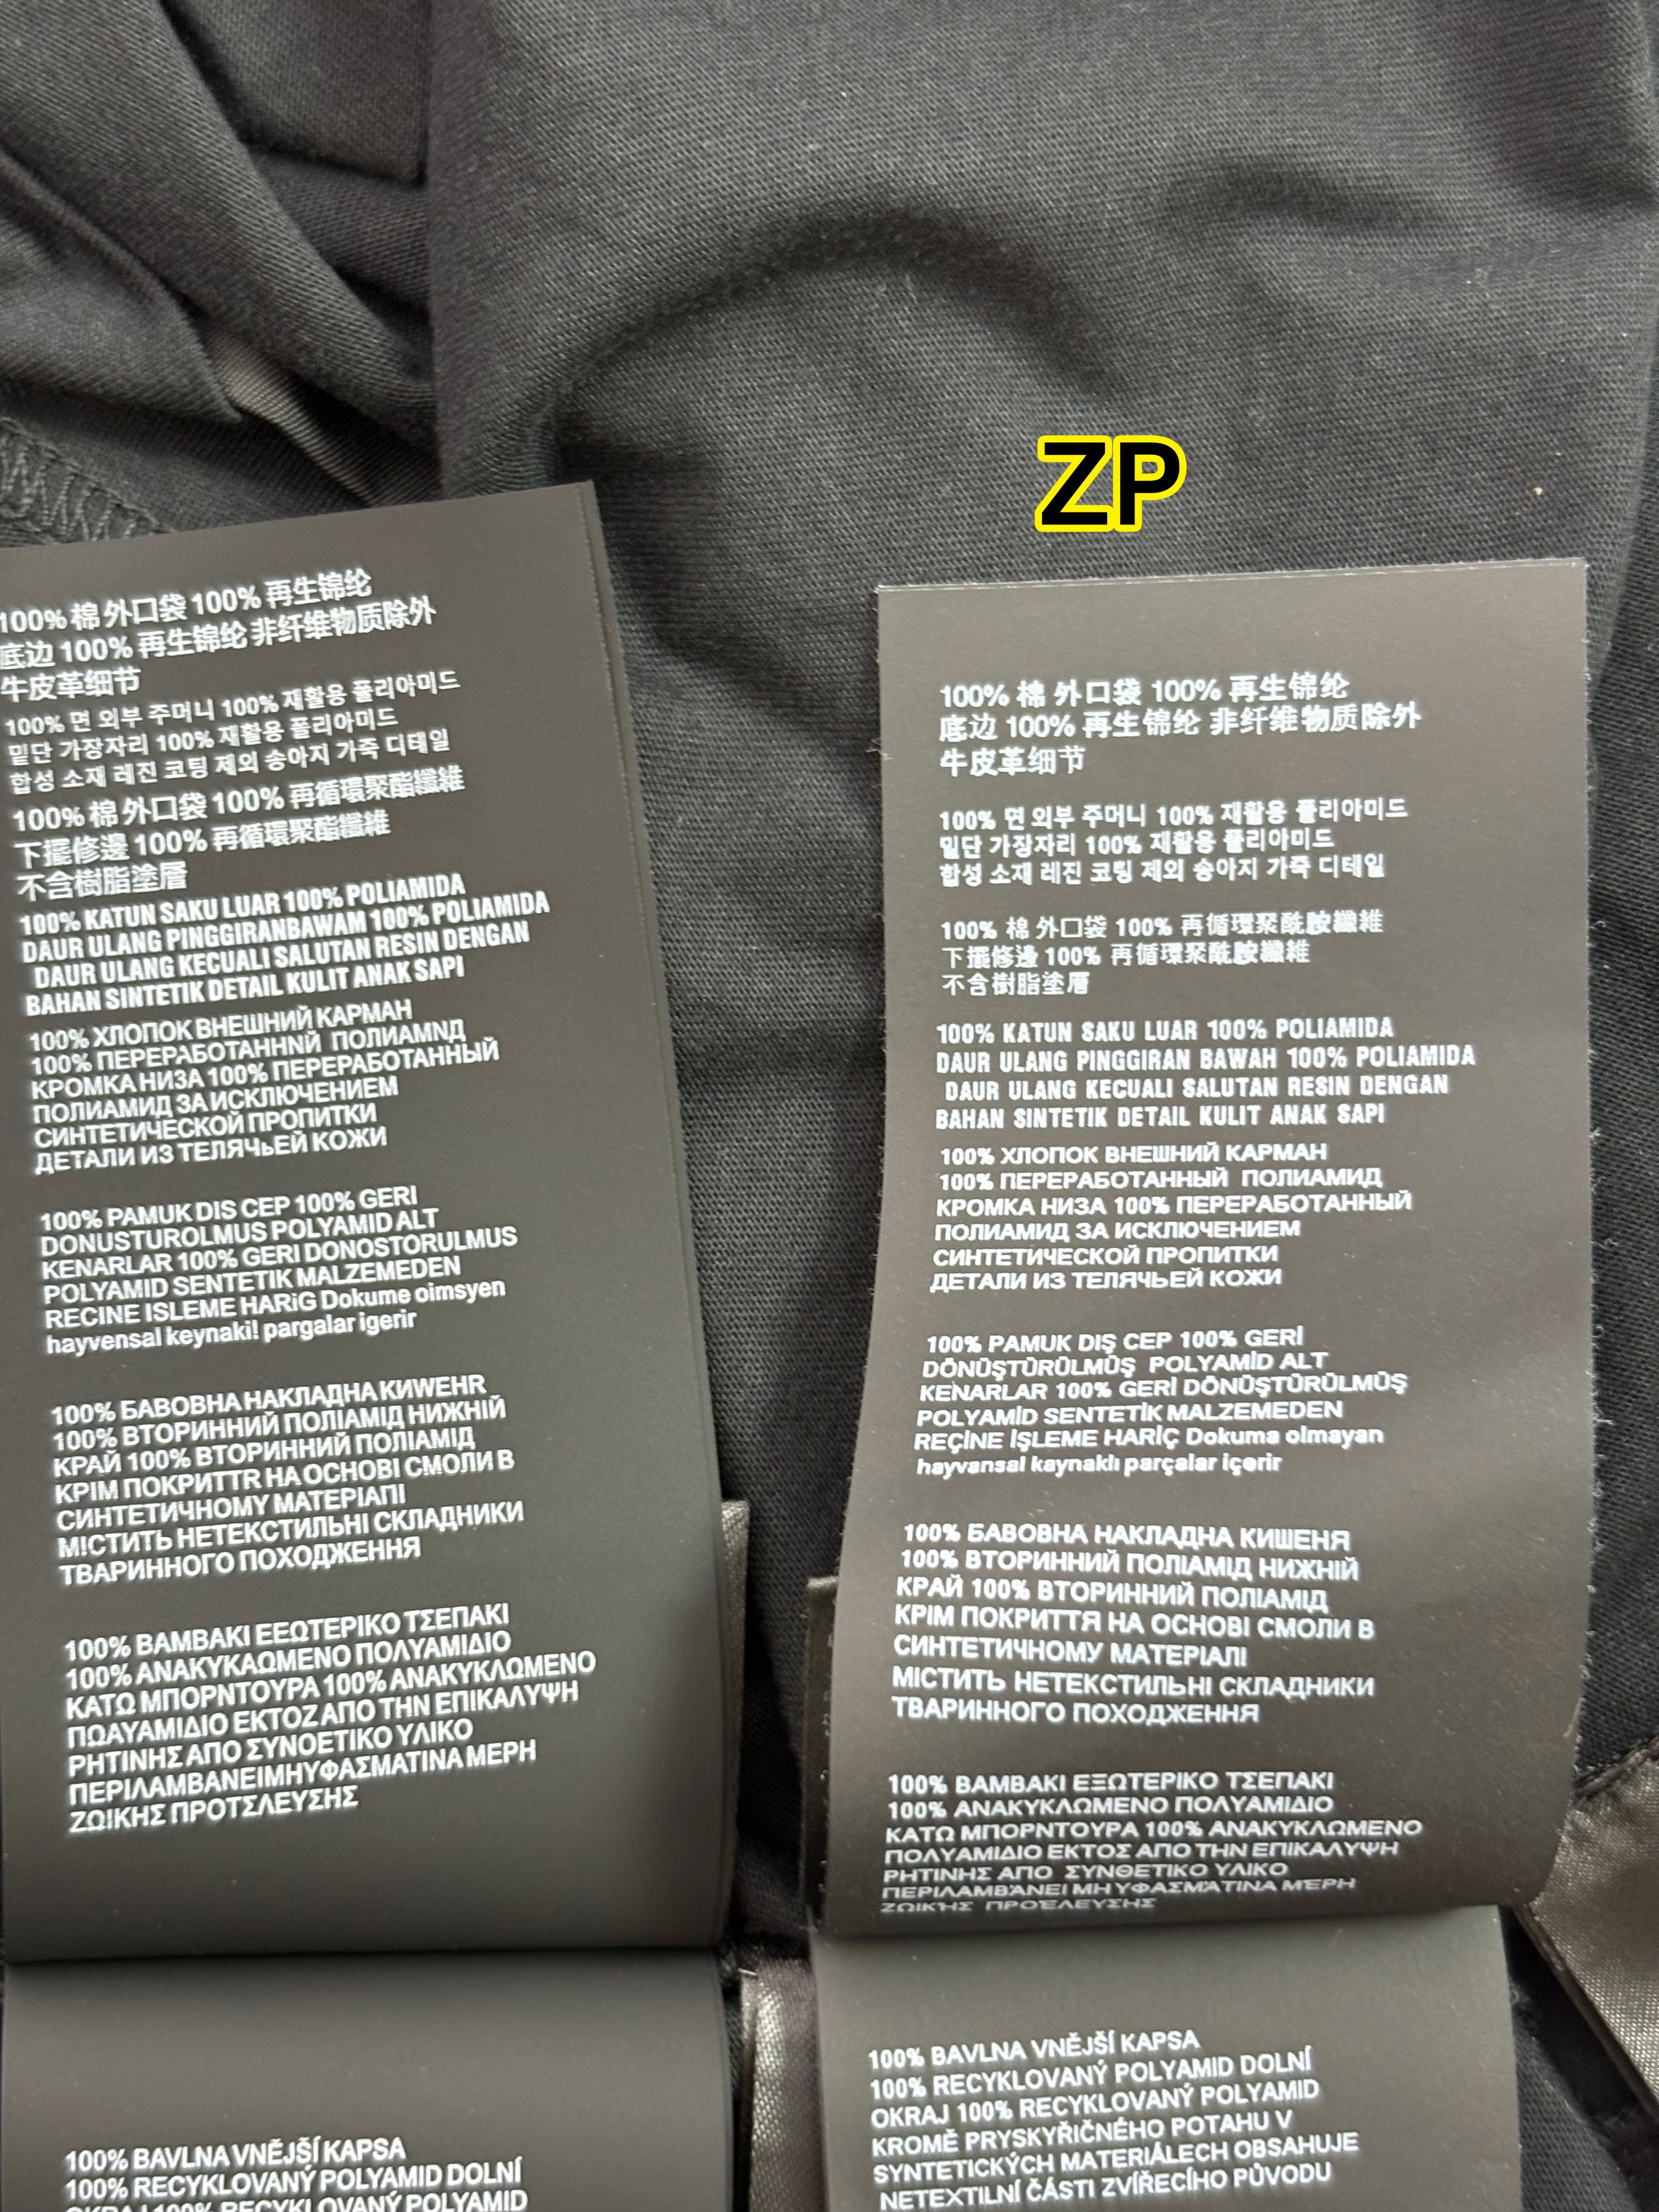 ZP
100% 棉 外口袋 100% 再生锦纶
底边 100% 再生锦纶 非纤维物质除外
牛皮革细节
100% 면 외부 주머니 100% 재활용 폴리아미드
밑단 가장자리 100% 재활용 폴리아미드
합성 소재 레진 코팅 제외 송아지 가죽 디테일
100% 棉 外口袋 100% 再循環聚酯纖維
下擺修邊 100% 再循環聚酯纖維
不含樹脂塗層
100% KATUN SAKU LUAR 100% POLIAMIDA
DAUR ULANG PINGGIRANBAWAM 100% POLIAMIDA
DAUR ULANG KECUALI SALUTAN RESIN DENGAN
BAHAN SINTETIK DETAIL KULIT ANAK SAPI
100% ХЛОПОК ВНЕШНИЙ КАРМАН
100% ПЕРЕРАБОТАННNЙ ПОЛИАМNД
КРОМКА НИЗА 100% ПЕРЕРАБОТАННЫЙ
ПОЛИАМИД ЗА ИСКЛЮЧЕНИЕМ
СИНТЕТИЧЕСКОЙ ПРОПИТКИ
ДЕТАЛИ ИЗ ТЕЛЯЧЬЕЙ КОЖИ
100% PAMUK DIS CEP 100% GERI
DONUSTUROLMUS POLYAMID ALT
KENARLAR 100% GERI DONOSTORULMUS
POLYAMID SENTETIK MALZEMEDEN
RECINE ISLEME HARiG Dokume oimsyen
hayvensal keynaki! pargalar igerir
100% БАВОВНА НАКЛАДНА КИWЕНR
100% ВТОРИННИЙ ПОЛІАМІД НИЖНІЙ
КРАЙ 100% ВТОРИННИЙ ПОЛІАМІД
КРІМ ПОКРИТТR НА ОСНОВІ СМОЛИ В
СИНТЕТИЧНОМУ МАТЕРІАПІ
М!СТИТЬ НЕТЕКСТИЛЬНІ СКЛАДНИКИ
ТВАРИННОГО ПОХОДЖЕННЯ
100% ΒΑΜΒΑΚΙ ΕΕΩΤΕΡΙΚΟ ΤΣΕΠΑΚΙ
100% ΑΝΑΚΥΚΑΩΜΕΝΟ ΠΟΛΥΑΜΙΔΙΟ
ΚΑΤΩ ΜΠΟΡΝΤΟΥΡΑ 100% ΑΝΑΚΥΚΛΩΜΕΝΟ
ΠΩΑΥΑΜΙΔΙΟ ΕΚΤΟΖ ΑΠΟ ΤΗΝ ΕΠΙΚΑΛΥΨΗ
ΡΗΤΙΝΗΣ ΑΠΟ ΣΥΝΟΕΤΙΚΟ ΥΛΙΚΟ
ΠΕΡΙΛΑΜΒΑΝΕΙΜΗΥΦΑΣΜΑΤΙΝΑ ΜΕΡΗ
ΖΩΙΚΗΣ ΠΡΟΤΣΛΕΥΣΗΣ
100% BAVLNA VNĚJŠÍ KAPSA
100% RECYKLOVANÝ POLYAMID DOLNÍ
OKRAJ 100% RECYKLOVANÝ POLYAMID
100% 棉 外口袋 100% 再生锦纶
底边 100% 再生锦纶 非纤维物质除外
牛皮革细节
100% 면 외부 주머니 100% 재활용 폴리아미드
밑단 가장자리 100% 재활용 폴리아미드
합성 소재 레진 코팅 제외 송아지 가죽 디테일
100% 棉 外口袋 100% 再循環聚酰胺纖維
下擺修邊 100% 再循環聚酰胺纖維
不含樹脂塗層
100% KATUN SAKU LUAR 100% POLIAMIDA
DAUR ULANG PINGGIRAN BAWAH 100% POLIAMIDA
DAUR ULANG KECUALI SALUTAN RESIN DENGAN
BAHAN SINTETIK DETAIL KULIT ANAK SAPI
100% ХЛОПОК ВНЕШНИЙ КАРМАН
100% ПЕРЕРАБОТАННЫЙ ПОЛИАМИД
КРОМКА НИЗА 100% ПЕРЕРАБОТАННЫЙ
ПОЛИАМИД ЗА ИСКЛЮЧЕНИЕМ
СИНТЕТИЧЕСКОЙ ПРОПИТКИ
ДЕТАЛИ ИЗ ТЕЛЯЧЬЕЙ КОЖИ
100% PAMUK DIŞ CEP 100% GERİ
DÖNÜŞTÜRÜLMÜŞ POLYAMİD ALT
KENARLAR 100% GERİ DÖNÜŞTÜRÜLMÜŞ
POLYAMİD SENTETİK MALZEMEDEN
REÇİNE İŞLEME HARİÇ Dokuma olmayan
hayvansal kaynaklı parçalar içerir
100% БАВОВНА НАКЛАДНА КИШЕНЯ
100% ВТОРИННИЙ ПОЛІАМІД НИЖНІЙ
КРАЙ 100% ВТОРИННИЙ ПОЛІАМІД
КРІМ ПОКРИТТЯ НА ОСНОВІ СМОЛИ В
СИНТЕТИЧНОМУ МАТЕРІАЛІ
МІСТИТЬ НЕТЕКСТИЛЬНІ СКЛАДНИКИ
ТВАРИННОГО ПОХОДЖЕННЯ
100% ΒΑΜΒΑΚΙ ΕΞΩΤΕΡΙΚΟ ΤΣΕΠΑΚΙ
100% ΑΝΑΚΥΚΛΩΜΕΝΟ ΠΟΛΥΑΜΙΔΙΟ
ΚΑΤΩ ΜΠΟΡΝΤΟΥΡΑ 100% ΑΝΑΚΥΚΛΩΜΕΝΟ
ΠΟΛΥΑΜΙΔΙΟ ΕΚΤΟΣ ΑΠΟ ΤΗΝ ΕΠΙΚΑΛΥΨΗ
ΡΗΤΙΝΗΣ ΑΠΟ ΣΥΝΘΕΤΙΚΟ ΥΛΙΚΟ
ΠΕΡΙΛΑΜΒΑΝΕΙ ΜΗ ΥΦΑΣΜΑΤΙΝΑ ΜΕΡΗ
ΖΩΙΚΗΣ ΠΡΟΕΛΕΥΣΗΣ
100% BAVLNA VNĚJŠÍ KAPSA
100% RECYKLOVANÝ POLYAMID DOLNÍ
OKRAJ 100% RECYKLOVANÝ POLYAMID
KROMĚ PRYSKYŘIČNÉHO POTAHU V
SYNTETICKÝCH MATERIÁLECH OBSAHUJE
NETEXTILNÍ ČÁSTI ZVÍŘECÍHO PŮVODU